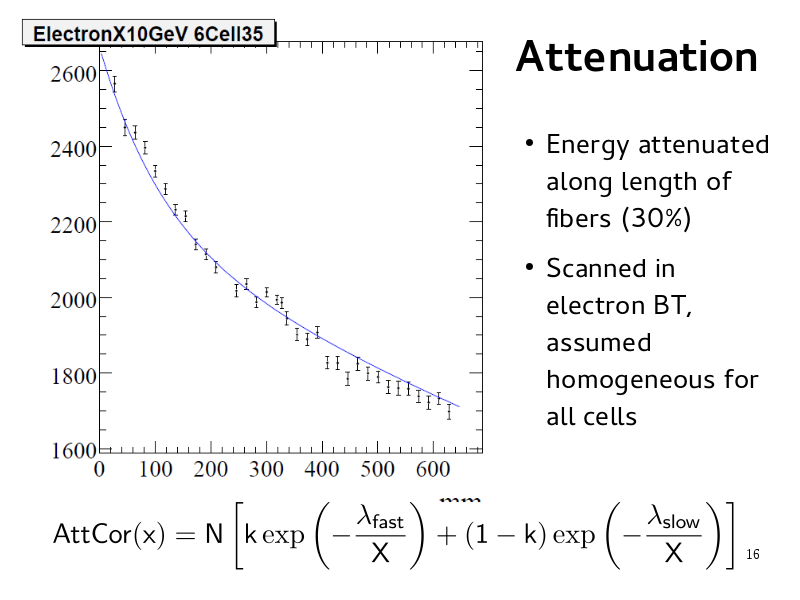 ElectronX10GeV 6Cell35
Attenuation
2600
2400
2200
2000
1800
1600
0 100 200 300 400 500 600
mm
• Energy attenuated
along length of
fibers (30%)
• Scanned in
electron BT,
assumed
homogeneous for
all cells
AttCor(x) = N [ k exp ( − λfast / X ) + (1 − k) exp ( − λslow / X ) ]
16